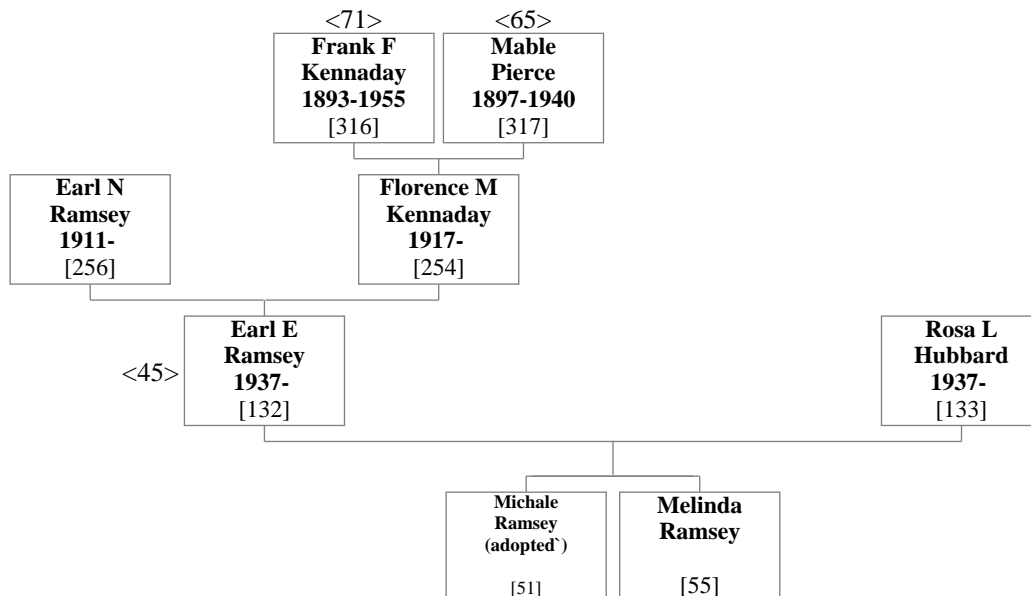 <71>
<65>
Frank F
Kennaday
1893-1955
[316]
Mable
Pierce
1897-1940
[317]
Earl N
Ramsey
1911-
[256]
Florence M
Kennaday
1917-
[254]
<45>
Earl E
Ramsey
1937-
[132]
Rosa L
Hubbard
1937-
[133]
Michale
Ramsey
(adopted`)
[51]
Melinda
Ramsey
[55]